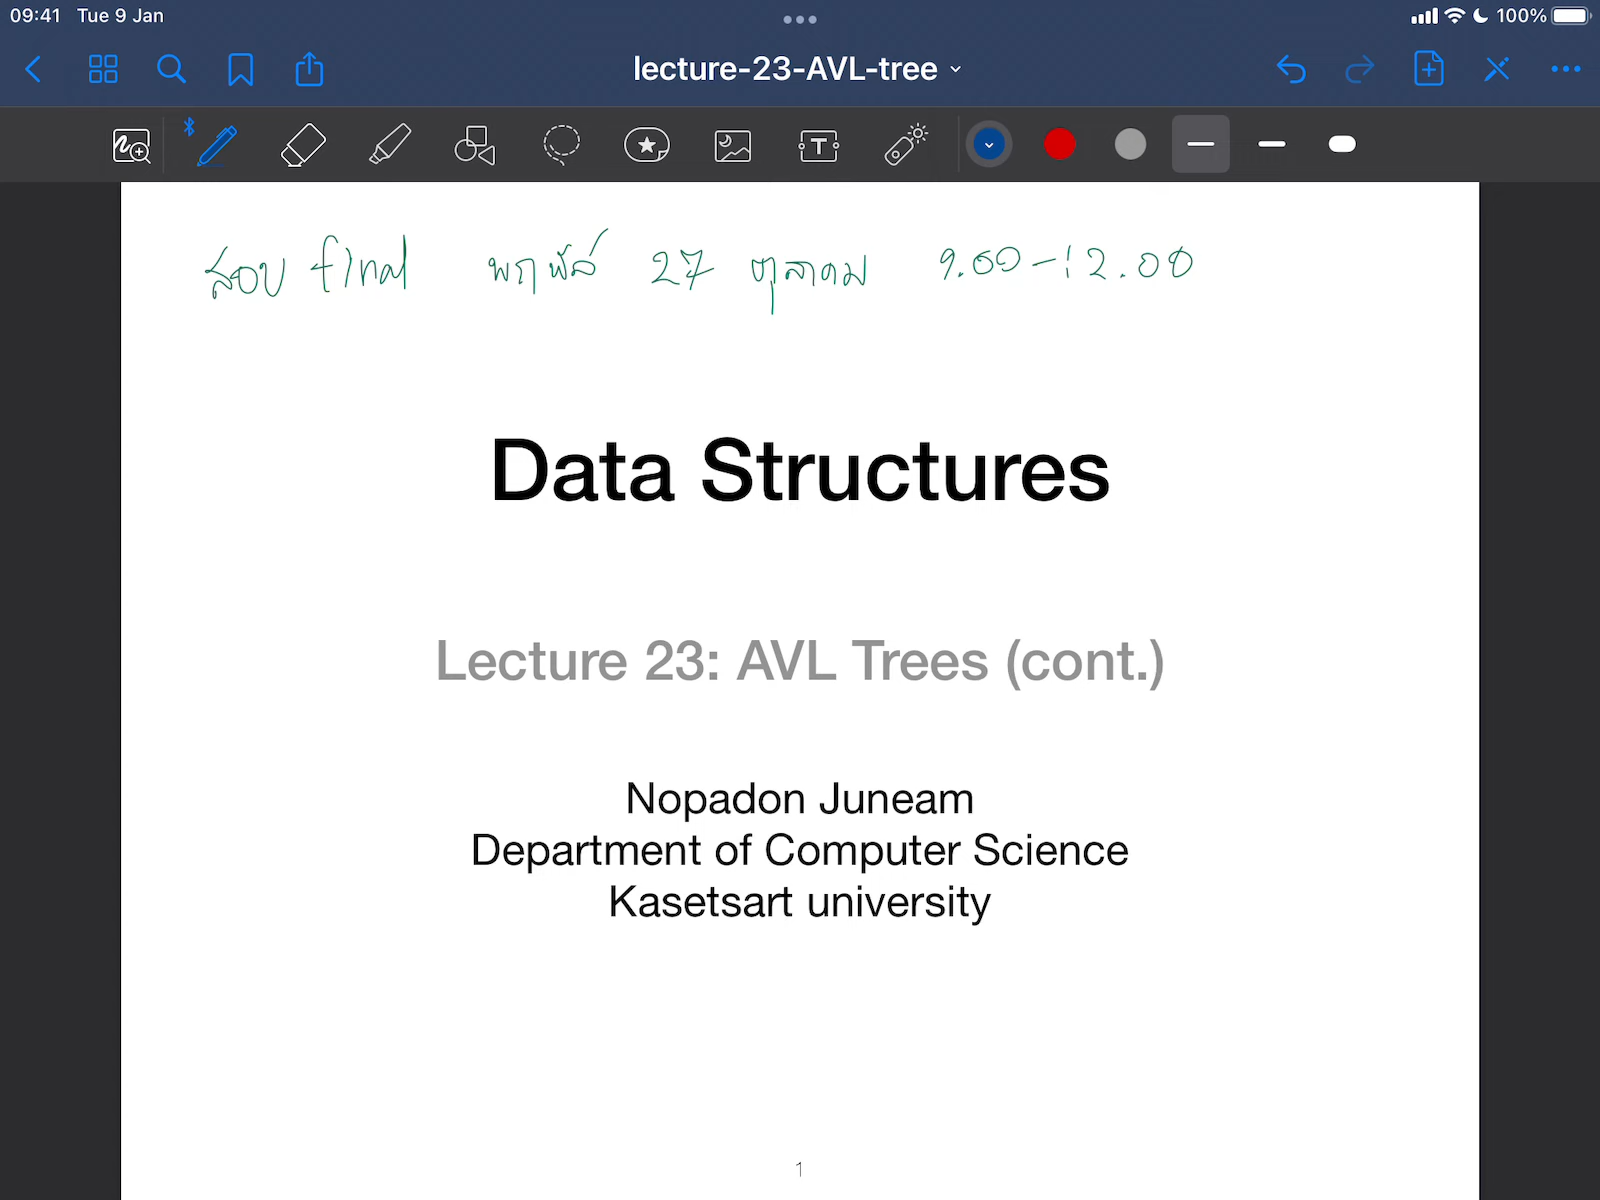 09:41 Tue 9 Jan 100%
lecture-23-AVL-tree
T
สอบ final พฤหัส 27 ตุลาคม 9.00-12.00
Data Structures
Lecture 23: AVL Trees (cont.)
Nopadon Juneam
Department of Computer Science
Kasetsart university
1